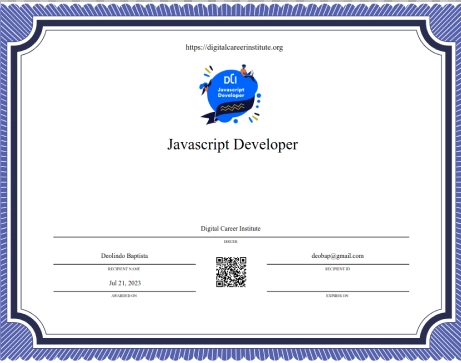 https://digitalcareerinstitute.org
DCI
Javascript
Developer
Javascript Developer
Digital Career Institute
ISSUER
Deolindo Baptista
deobap@gmail.com
RECIPIENT NAME
RECIPIENT ID
Jul 21, 2023
AWARDED ON
EXPIRES ON